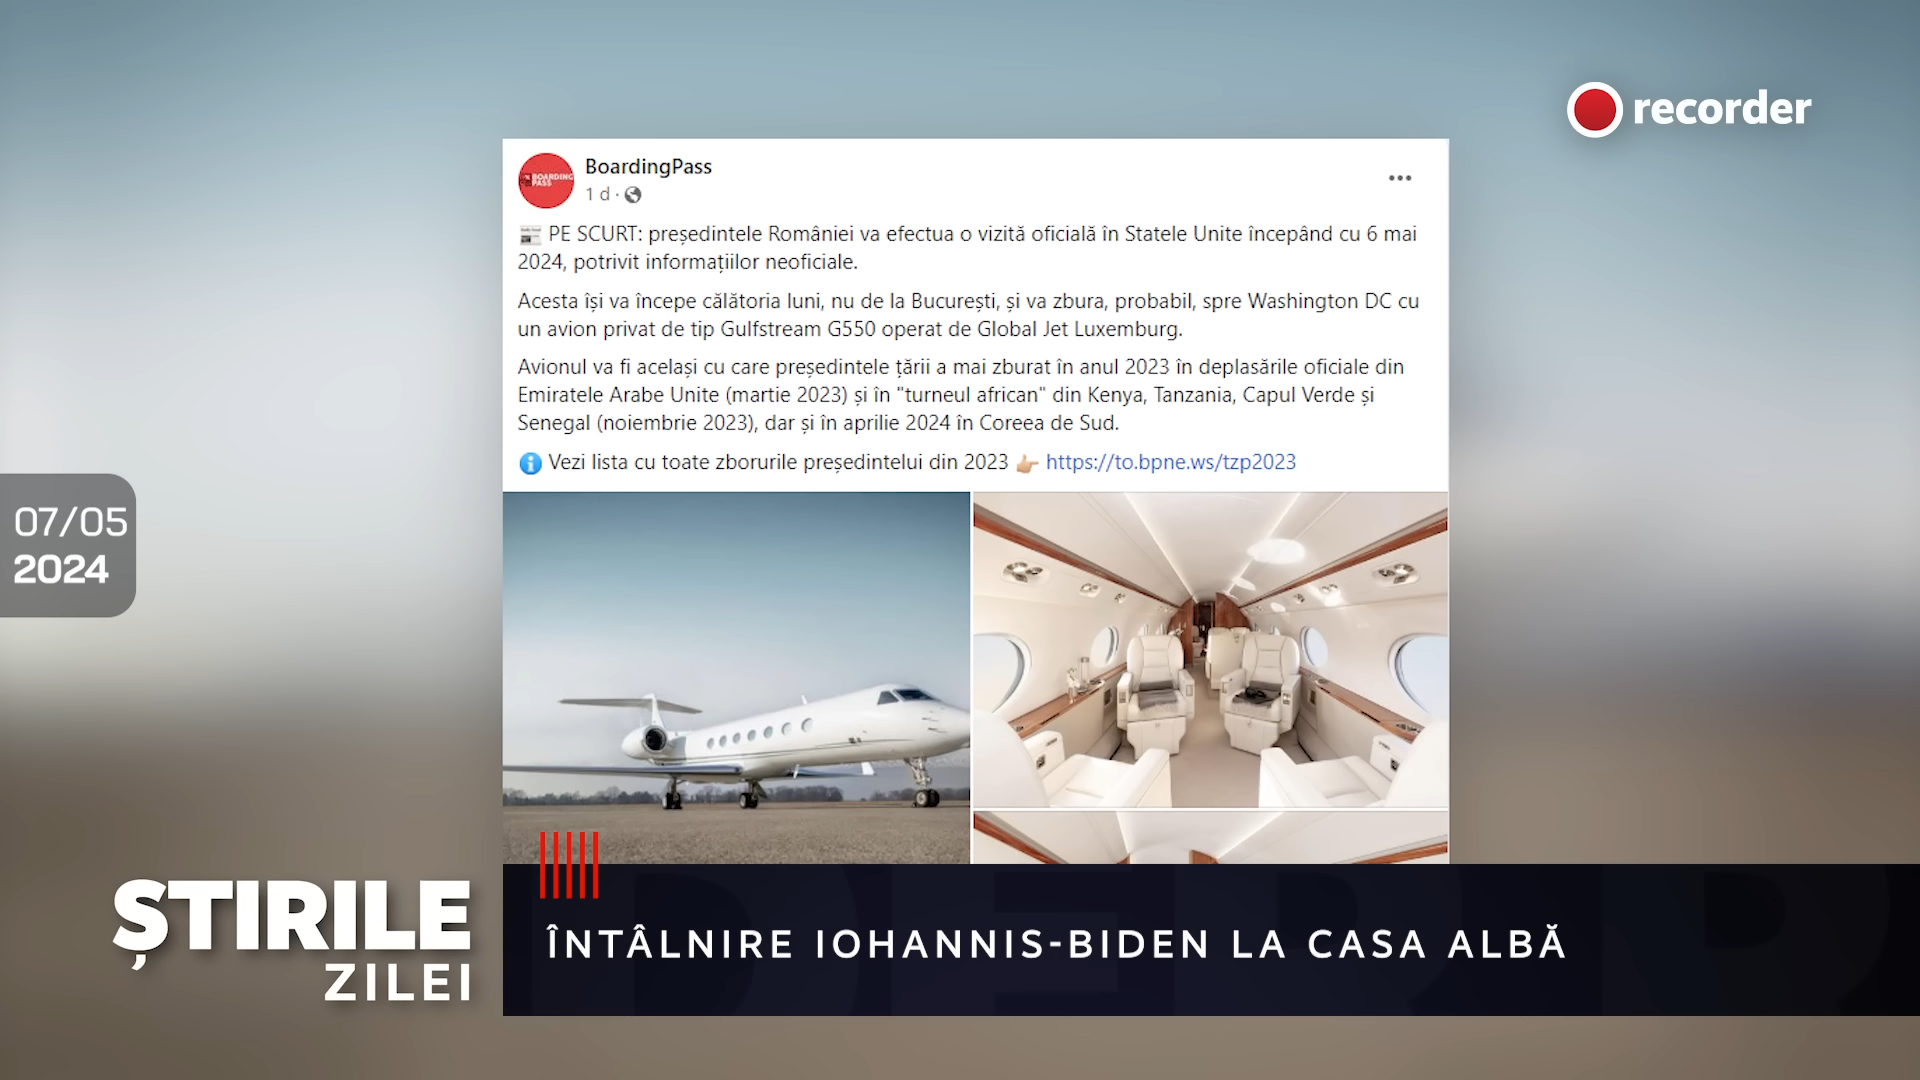 recorder
BoardingPass
BOARDING
PASS
1 d ·
PE SCURT: președintele României va efectua o vizită oficială în Statele Unite începând cu 6 mai
2024, potrivit informațiilor neoficiale.
Acesta își va începe călătoria luni, nu de la București, și va zbura, probabil, spre Washington DC cu
un avion privat de tip Gulfstream G550 operat de Global Jet Luxemburg.
Avionul va fi același cu care președintele țării a mai zburat în anul 2023 în deplasările oficiale din
Emiratele Arabe Unite (martie 2023) și în "turneul african" din Kenya, Tanzania, Capul Verde și
Senegal (noiembrie 2023), dar și în aprilie 2024 în Coreea de Sud.
Vezi lista cu toate zborurile președintelui din 2023 https://to.bpne.ws/tzp2023
07/05
2024
ȘTIRILE
ZILEI
ÎNTÂLNIRE IOHANNIS-BIDEN LA CASA ALBĂ